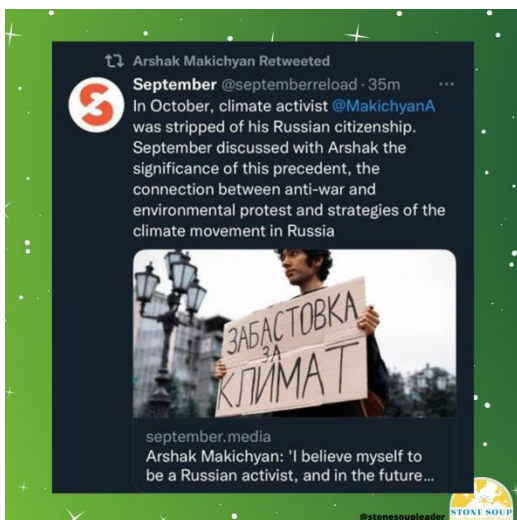 Arshak Makichyan Retweeted
September @septemberreload · 35m
In October, climate activist @MakichyanA
was stripped of his Russian citizenship.
September discussed with Arshak the
significance of this precedent, the
connection between anti-war and
environmental protest and strategies of the
climate movement in Russia
ЗАБАСТОВКА
ЗА
КЛИМАТ
september.media
Arshak Makichyan: 'I believe myself to
be a Russian activist, and in the future...
@stonesoupleader
STONE SOUP